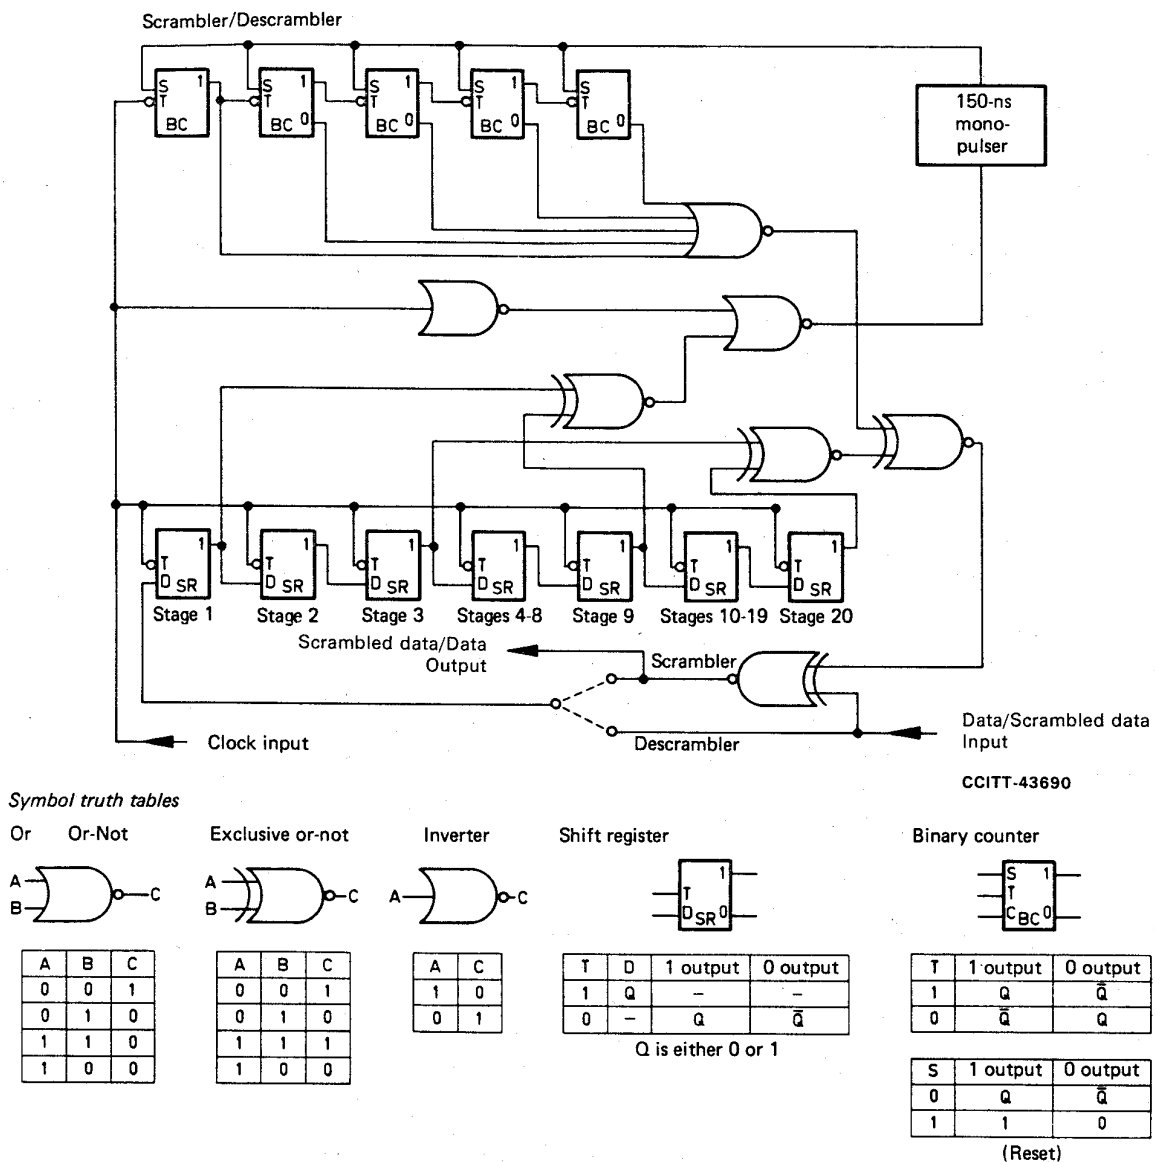 Scrambler/Descrambler
S 1 T BC
S 1 T BC 0
S 1 T BC 0
S 1 T BC 0
S T BC 0
150-ns
mono-
pulser
1 T D SR
1 T D SR
1 T D SR
1 T D SR
1 T D SR
1 T D SR
1 T D SR
Stage 1 Stage 2 Stage 3 Stages 4-8 Stage 9 Stages 10-19 Stage 20
Scrambled data/Data
Output
Scrambler
Descrambler
Clock input
Data/Scrambled data
Input
CCITT-43690
Symbol truth tables
Or Or-Not Exclusive or-not Inverter Shift register Binary counter
A B C
A B C
A C
T 1 D SR 0
S 1 T C BC 0
A B C
0 0 1
0 1 0
1 1 0
1 0 0
A B C
0 0 1
0 1 0
1 1 1
1 0 0
A C
1 0
0 1
T D 1 output 0 output
1 Q – –
0 – Q Q̄
Q is either 0 or 1
T 1 output 0 output
1 Q Q̄
0 Q̄ Q
S 1 output 0 output
0 Q Q̄
1 1 0
(Reset)